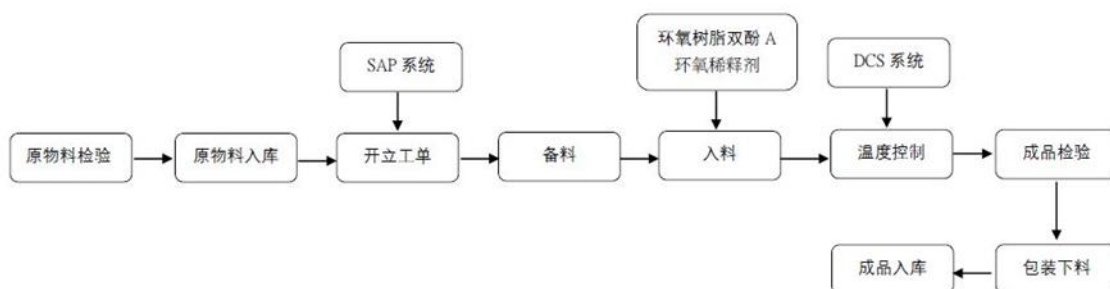 环氧树脂双酚 A
环氧稀释剂
SAP 系统
DCS 系统
原物料检验
原物料入库
开立工单
备料
入料
温度控制
成品检验
成品入库
包装下料